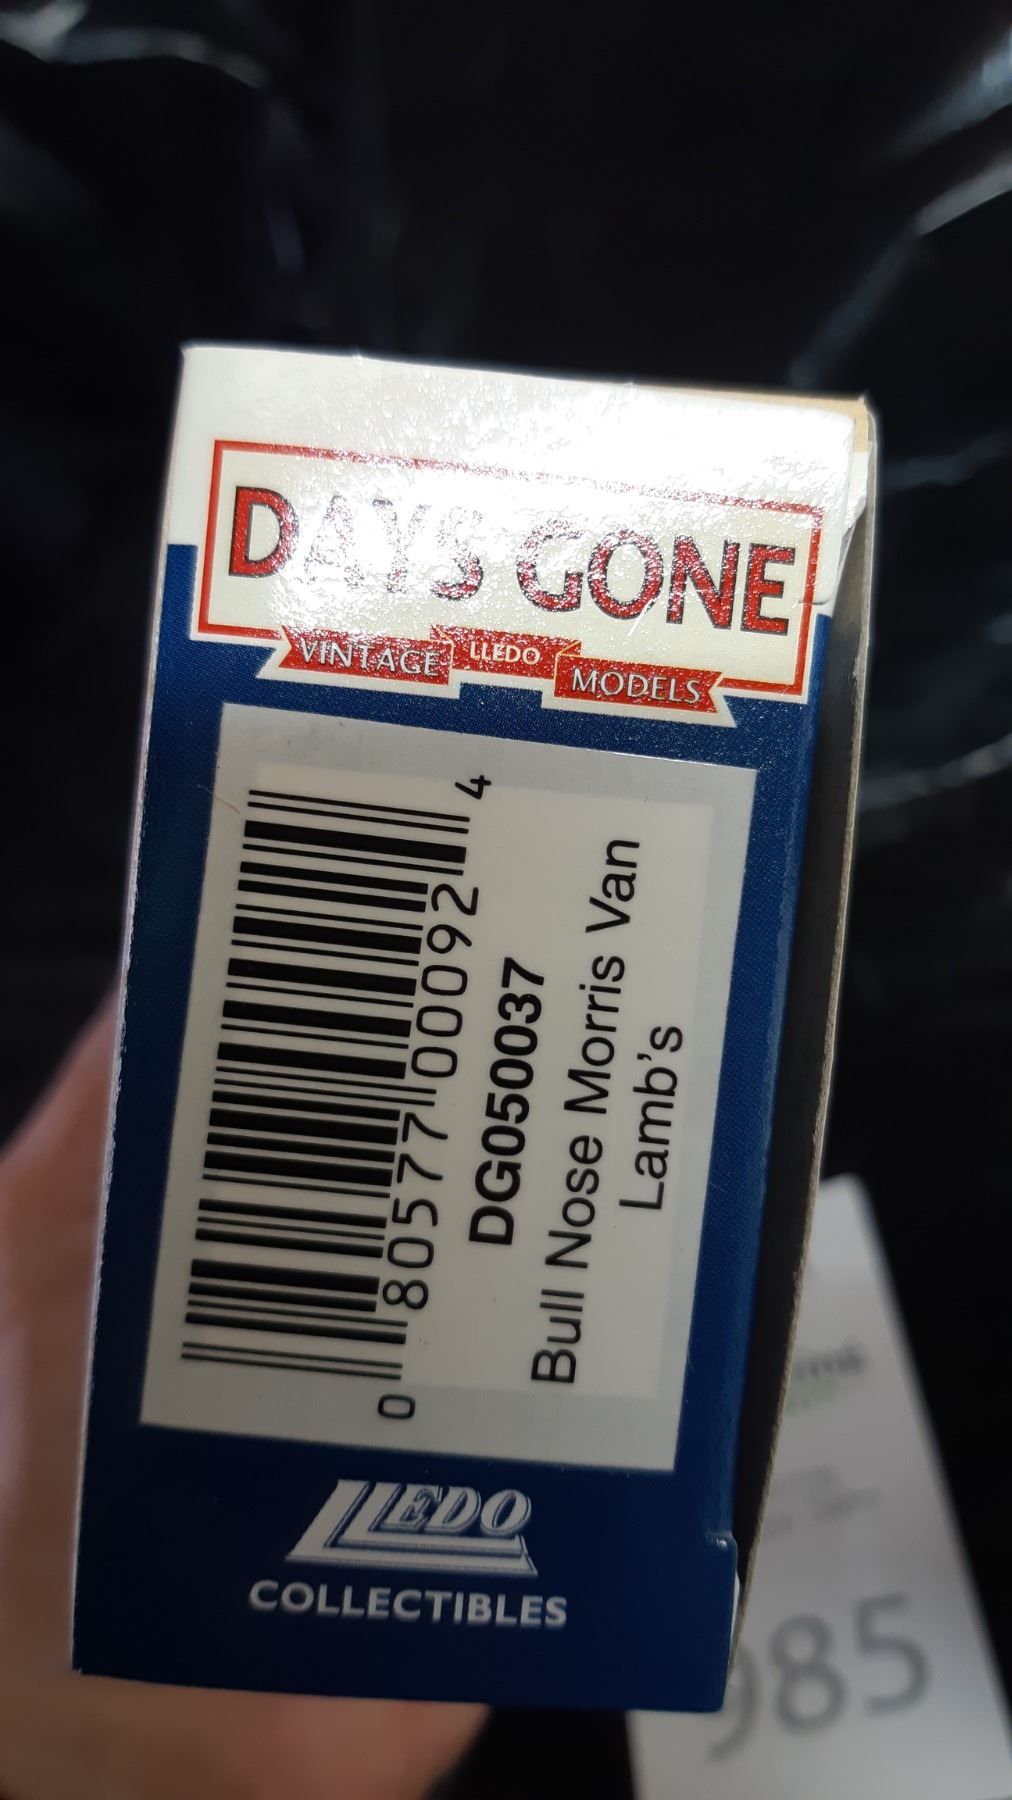 DAYS GONE
VINTAGE LLEDO MODELS
0 80577 00092 4
DG050037
Bull Nose Morris Van
Lamb's
LLEDO
COLLECTIBLES
985